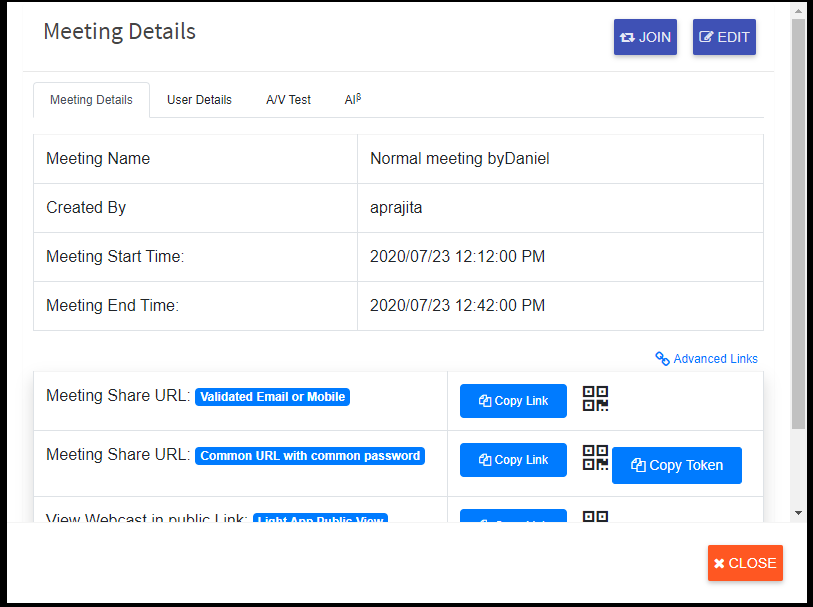 Meeting Details
JOIN
EDIT
Meeting Details
User Details
A/V Test
AIᵝ
Meeting Name
Normal meeting byDaniel
Created By
aprajita
Meeting Start Time:
2020/07/23 12:12:00 PM
Meeting End Time:
2020/07/23 12:42:00 PM
Advanced Links
Meeting Share URL: Validated Email or Mobile
Copy Link
Meeting Share URL: Common URL with common password
Copy Link
Copy Token
View Webcast in public Link: Light App Public View
Copy Link
CLOSE